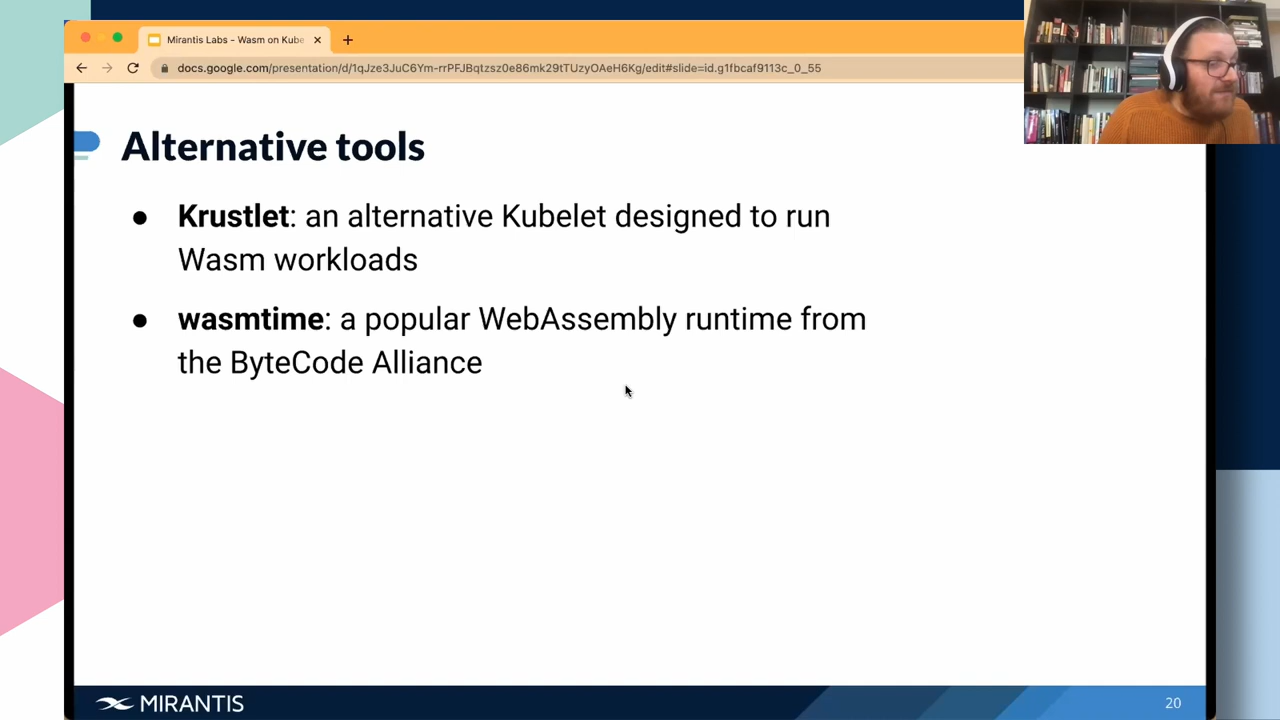 Mirantis Labs - Wasm on Kube
docs.google.com/presentation/d/1qJze3JuC6Ym-rrPFJBqtzsz0e86mk29tTUzyOAeH6Kg/edit#slide=id.g1fbcaf9113c_0_55
Alternative tools
● Krustlet: an alternative Kubelet designed to run
Wasm workloads
● wasmtime: a popular WebAssembly runtime from
the ByteCode Alliance
MIRANTIS
20